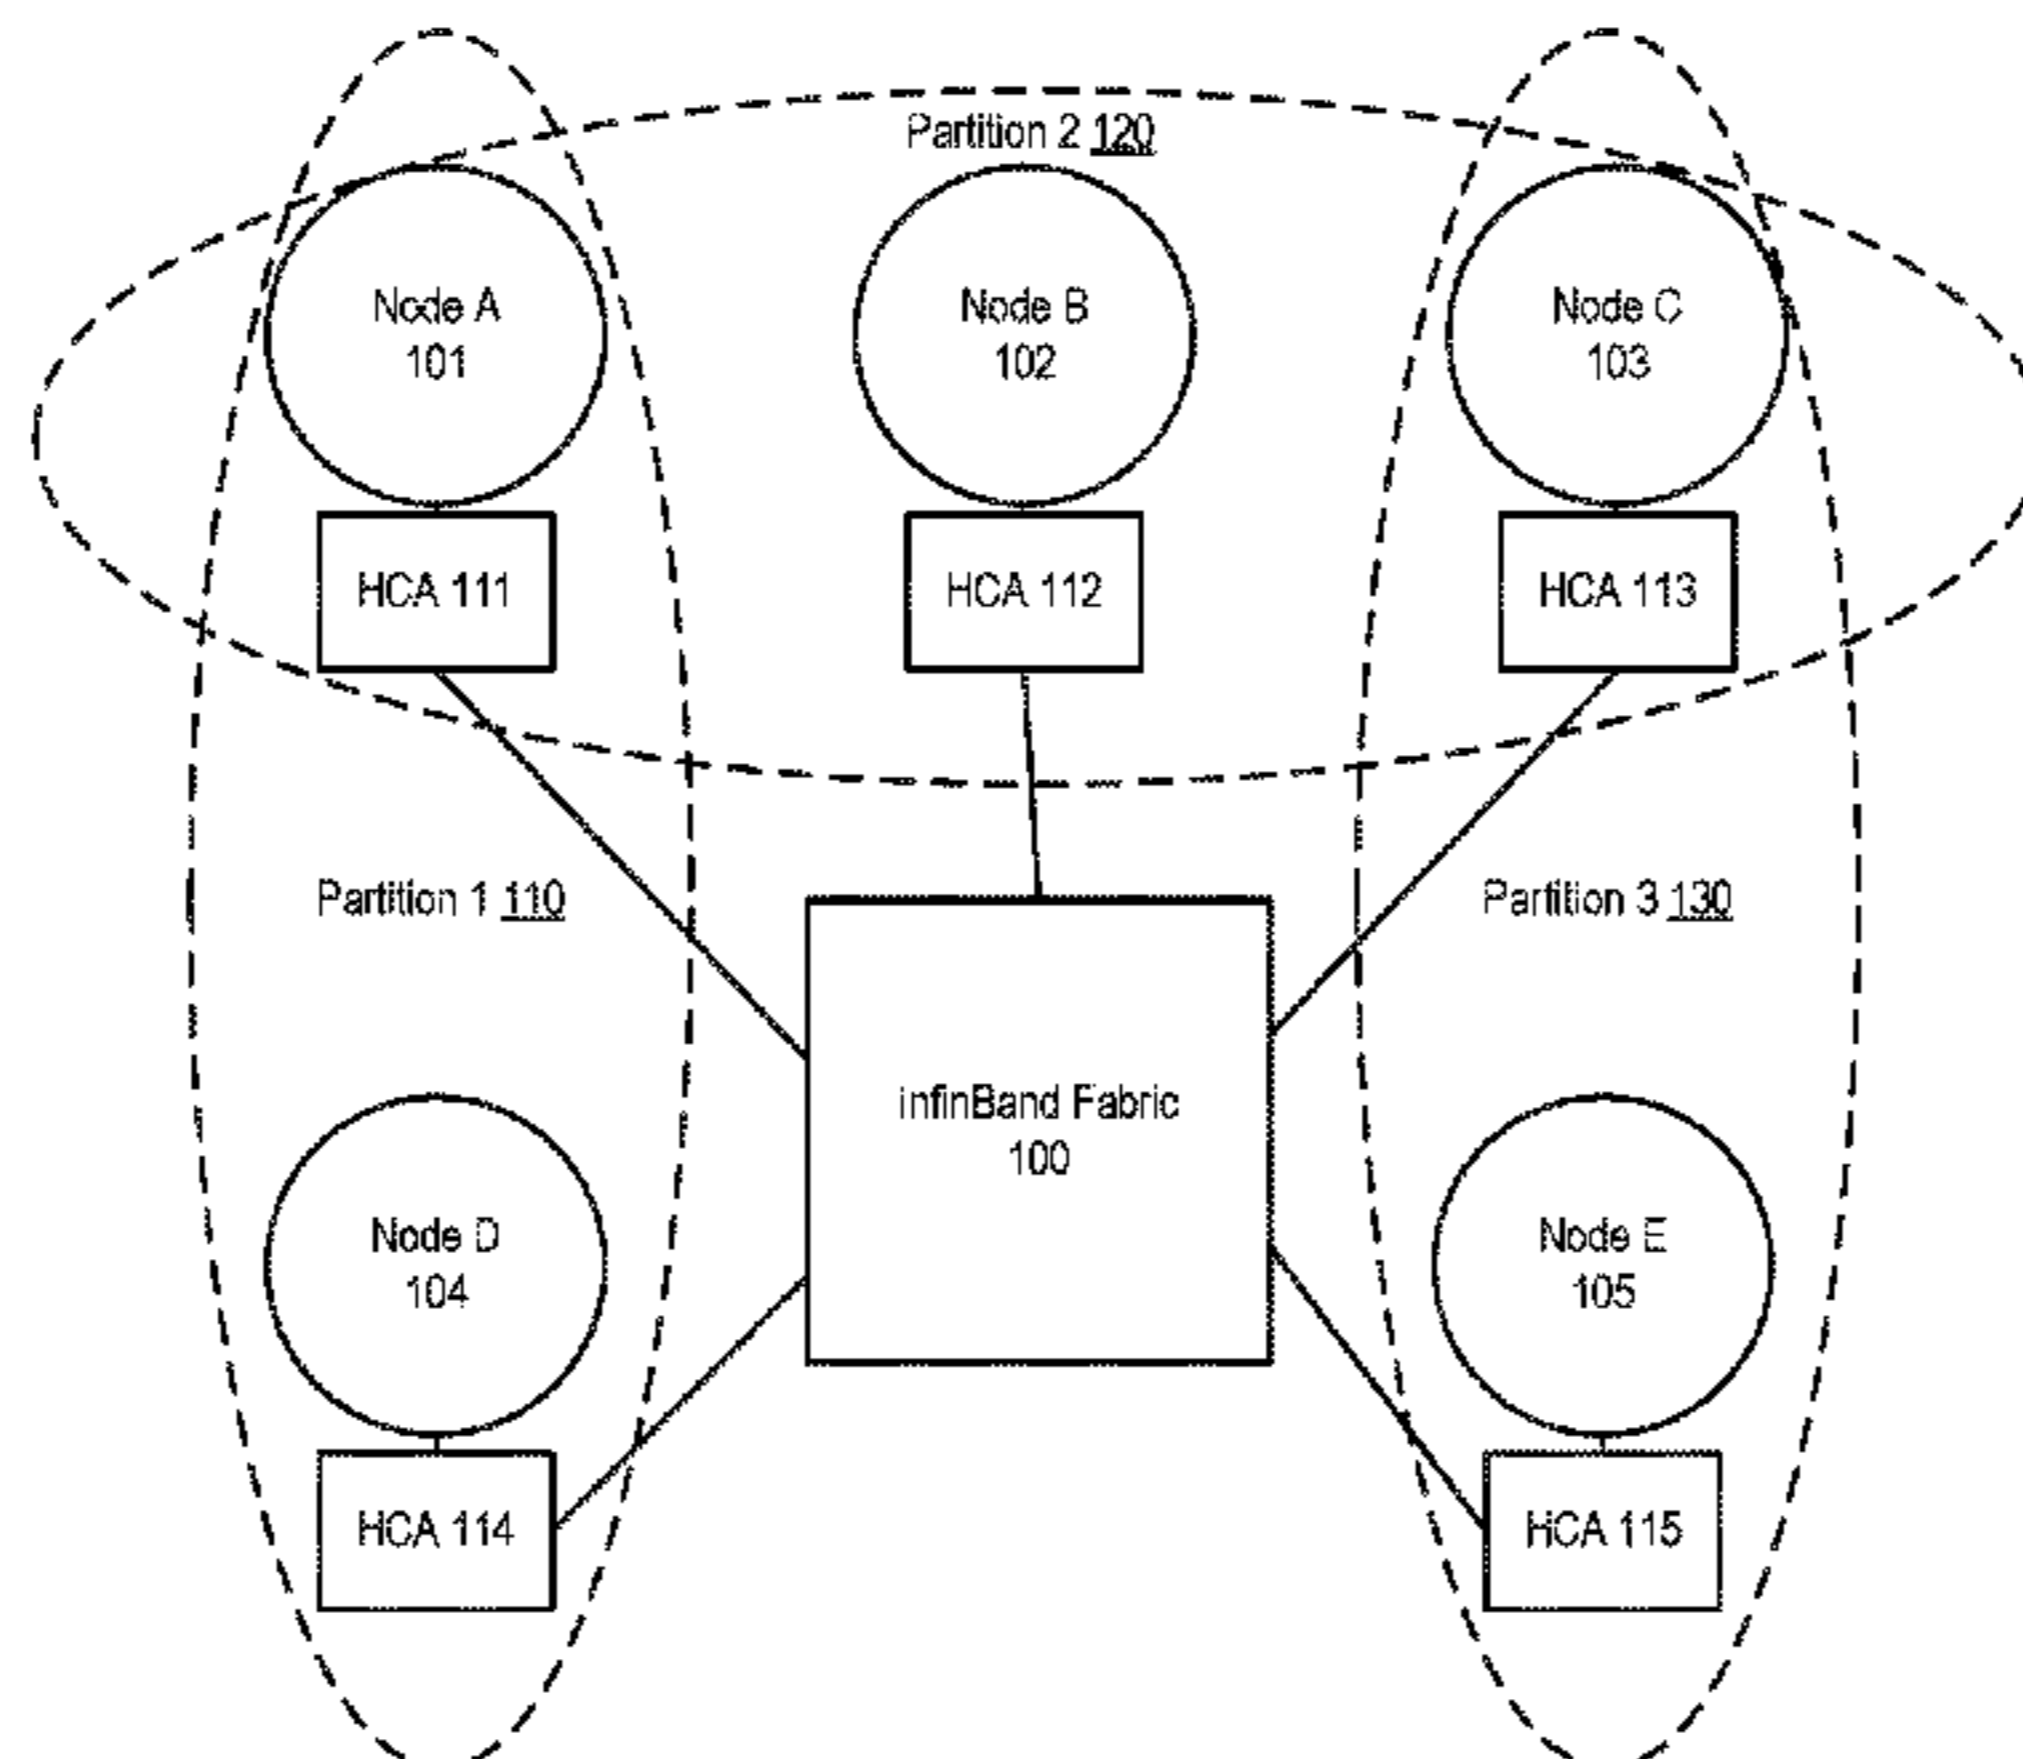 Partition 2 120
Node A
101
Node B
102
Node C
103
HCA 111
HCA 112
HCA 113
Partition 1 110
Partition 3 130
infinBand Fabric
100
Node D
104
Node E
105
HCA 114
HCA 115